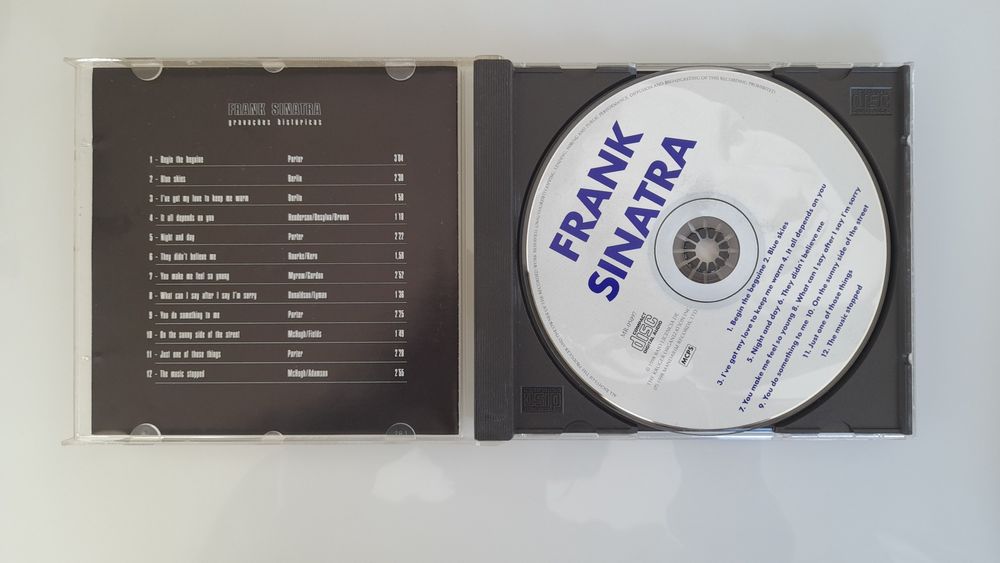 FRANK SINATRA
gravações históricas
1 - Begin the beguine Porter 3'04
2 - Blue skies Berlin 2'30
3 - I've got my love to keep me warm Berlin 1'50
4 - It all depends on you Henderson/Desylva/Brown 1'10
5 - Night and day Porter 2'22
6 - They didn't believe me Rourke/Kern 1,50
7 - You make me feel so young Myrow/Gordon 2'52
8 - What can I say after I say I'm sorry Donaldson/Lyman 1'36
9 - You do something to me Porter 2'25
10 - On the sunny side of the street McHugh/Fields 1'49
11 - Just one of these things Porter 2'28
12 - The music stopped McHugh/Adamson 2'55
FRANK
SINATRA
COMPACT
disc
DIGITAL AUDIO
MCPS
1. Begin the beguine 2. Blue skies
3. I've got my love to keep me warm 4. It all depends on you
5. Night and day 6. They didn't believe me
7. You make me feel so young 8. What can I say after I say I'm sorry
9. You do something to me 10. On the sunny side of the street
11. Just one of those things
12. The music stopped